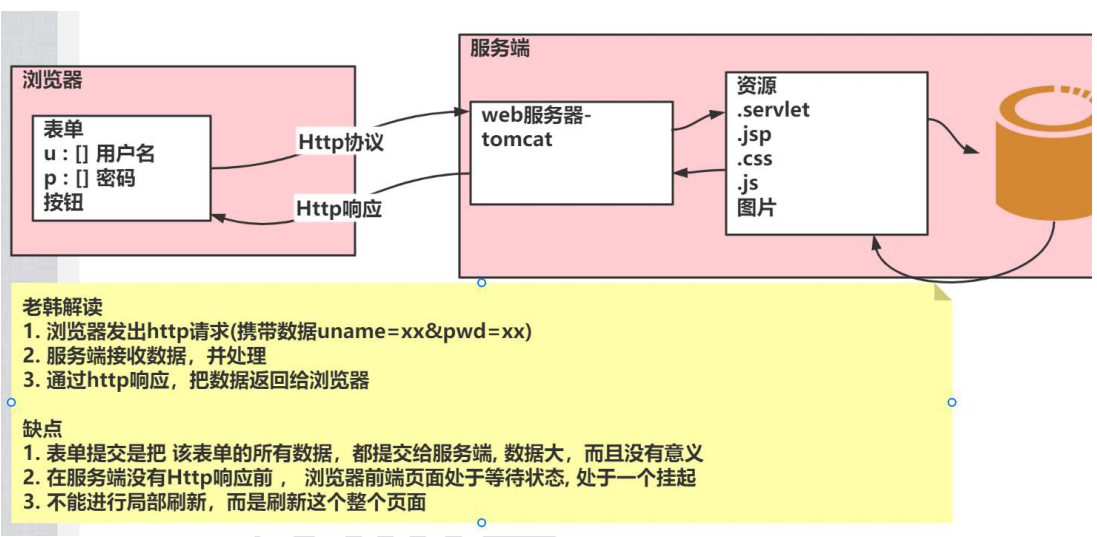 浏览器
表单
u : [] 用户名
p : [] 密码
按钮
Http协议
Http响应
服务端
web服务器-
tomcat
资源
.servlet
.jsp
.css
.js
图片
老韩解读
1. 浏览器发出http请求(携带数据uname=xx&pwd=xx)
2. 服务端接收数据，并处理
3. 通过http响应，把数据返回给浏览器
缺点
1. 表单提交是把 该表单的所有数据，都提交给服务端, 数据大，而且没有意义
2. 在服务端没有Http响应前 ， 浏览器前端页面处于等待状态, 处于一个挂起
3. 不能进行局部刷新，而是刷新这个整个页面